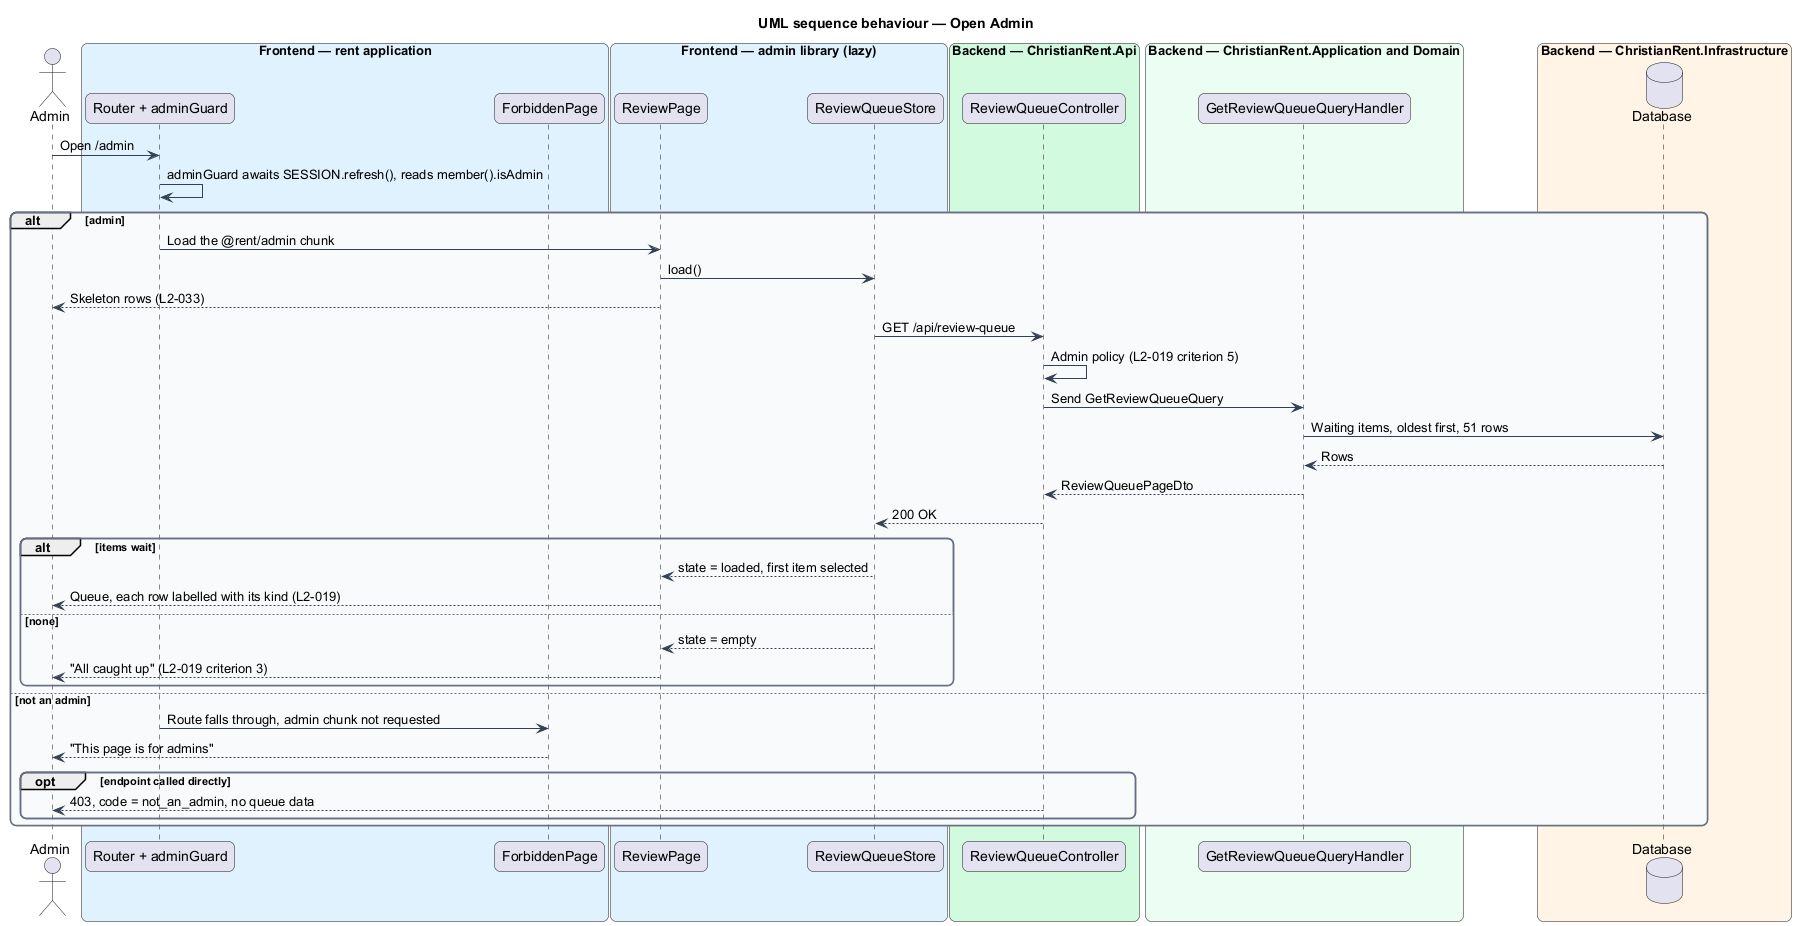 UML sequence behaviour — Open Admin
Frontend — rent application
Frontend — admin library (lazy)
Backend — ChristianRent.Api
Backend — ChristianRent.Application and Domain
Backend — ChristianRent.Infrastructure
Admin
Router + adminGuard
ForbiddenPage
ReviewPage
ReviewQueueStore
ReviewQueueController
GetReviewQueueQueryHandler
Database
Open /admin
adminGuard awaits SESSION.refresh(), reads member().isAdmin
alt
[admin]
Load the @rent/admin chunk
load()
Skeleton rows (L2-033)
GET /api/review-queue
Admin policy (L2-019 criterion 5)
Send GetReviewQueueQuery
Waiting items, oldest first, 51 rows
Rows
ReviewQueuePageDto
200 OK
alt
[items wait]
state = loaded, first item selected
Queue, each row labelled with its kind (L2-019)
[none]
state = empty
"All caught up" (L2-019 criterion 3)
[not an admin]
Route falls through, admin chunk not requested
"This page is for admins"
opt
[endpoint called directly]
403, code = not_an_admin, no queue data
Admin
Router + adminGuard
ForbiddenPage
ReviewPage
ReviewQueueStore
ReviewQueueController
GetReviewQueueQueryHandler
Database